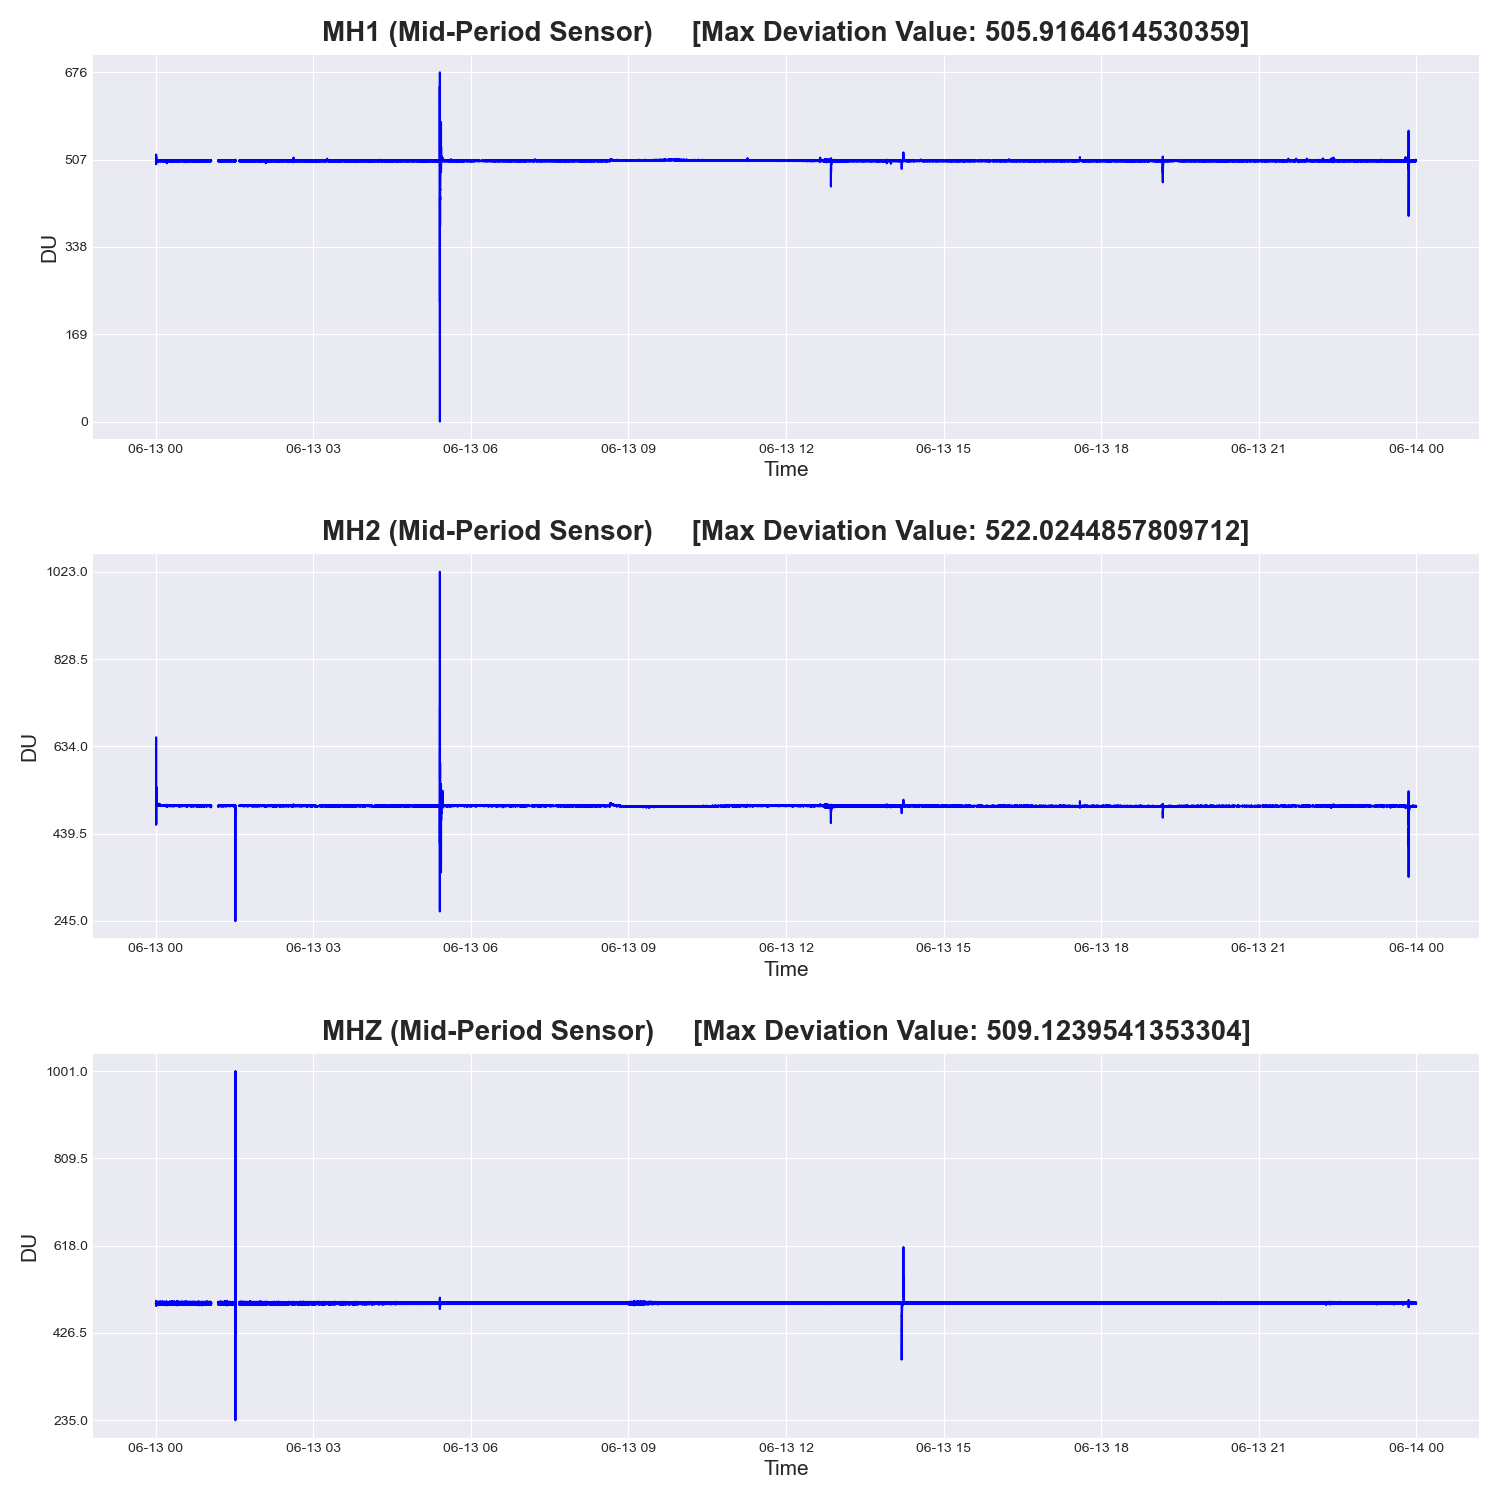 MH1 (Mid-Period Sensor) [Max Deviation Value: 505.9164614530359]
676
507
338
169
0
DU
06-13 00 06-13 03 06-13 06 06-13 09 06-13 12 06-13 15 06-13 18 06-13 21 06-14 00
Time
MH2 (Mid-Period Sensor) [Max Deviation Value: 522.0244857809712]
1023.0
828.5
634.0
439.5
245.0
DU
06-13 00 06-13 03 06-13 06 06-13 09 06-13 12 06-13 15 06-13 18 06-13 21 06-14 00
Time
MHZ (Mid-Period Sensor) [Max Deviation Value: 509.1239541353304]
1001.0
809.5
618.0
426.5
235.0
DU
06-13 00 06-13 03 06-13 06 06-13 09 06-13 12 06-13 15 06-13 18 06-13 21 06-14 00
Time